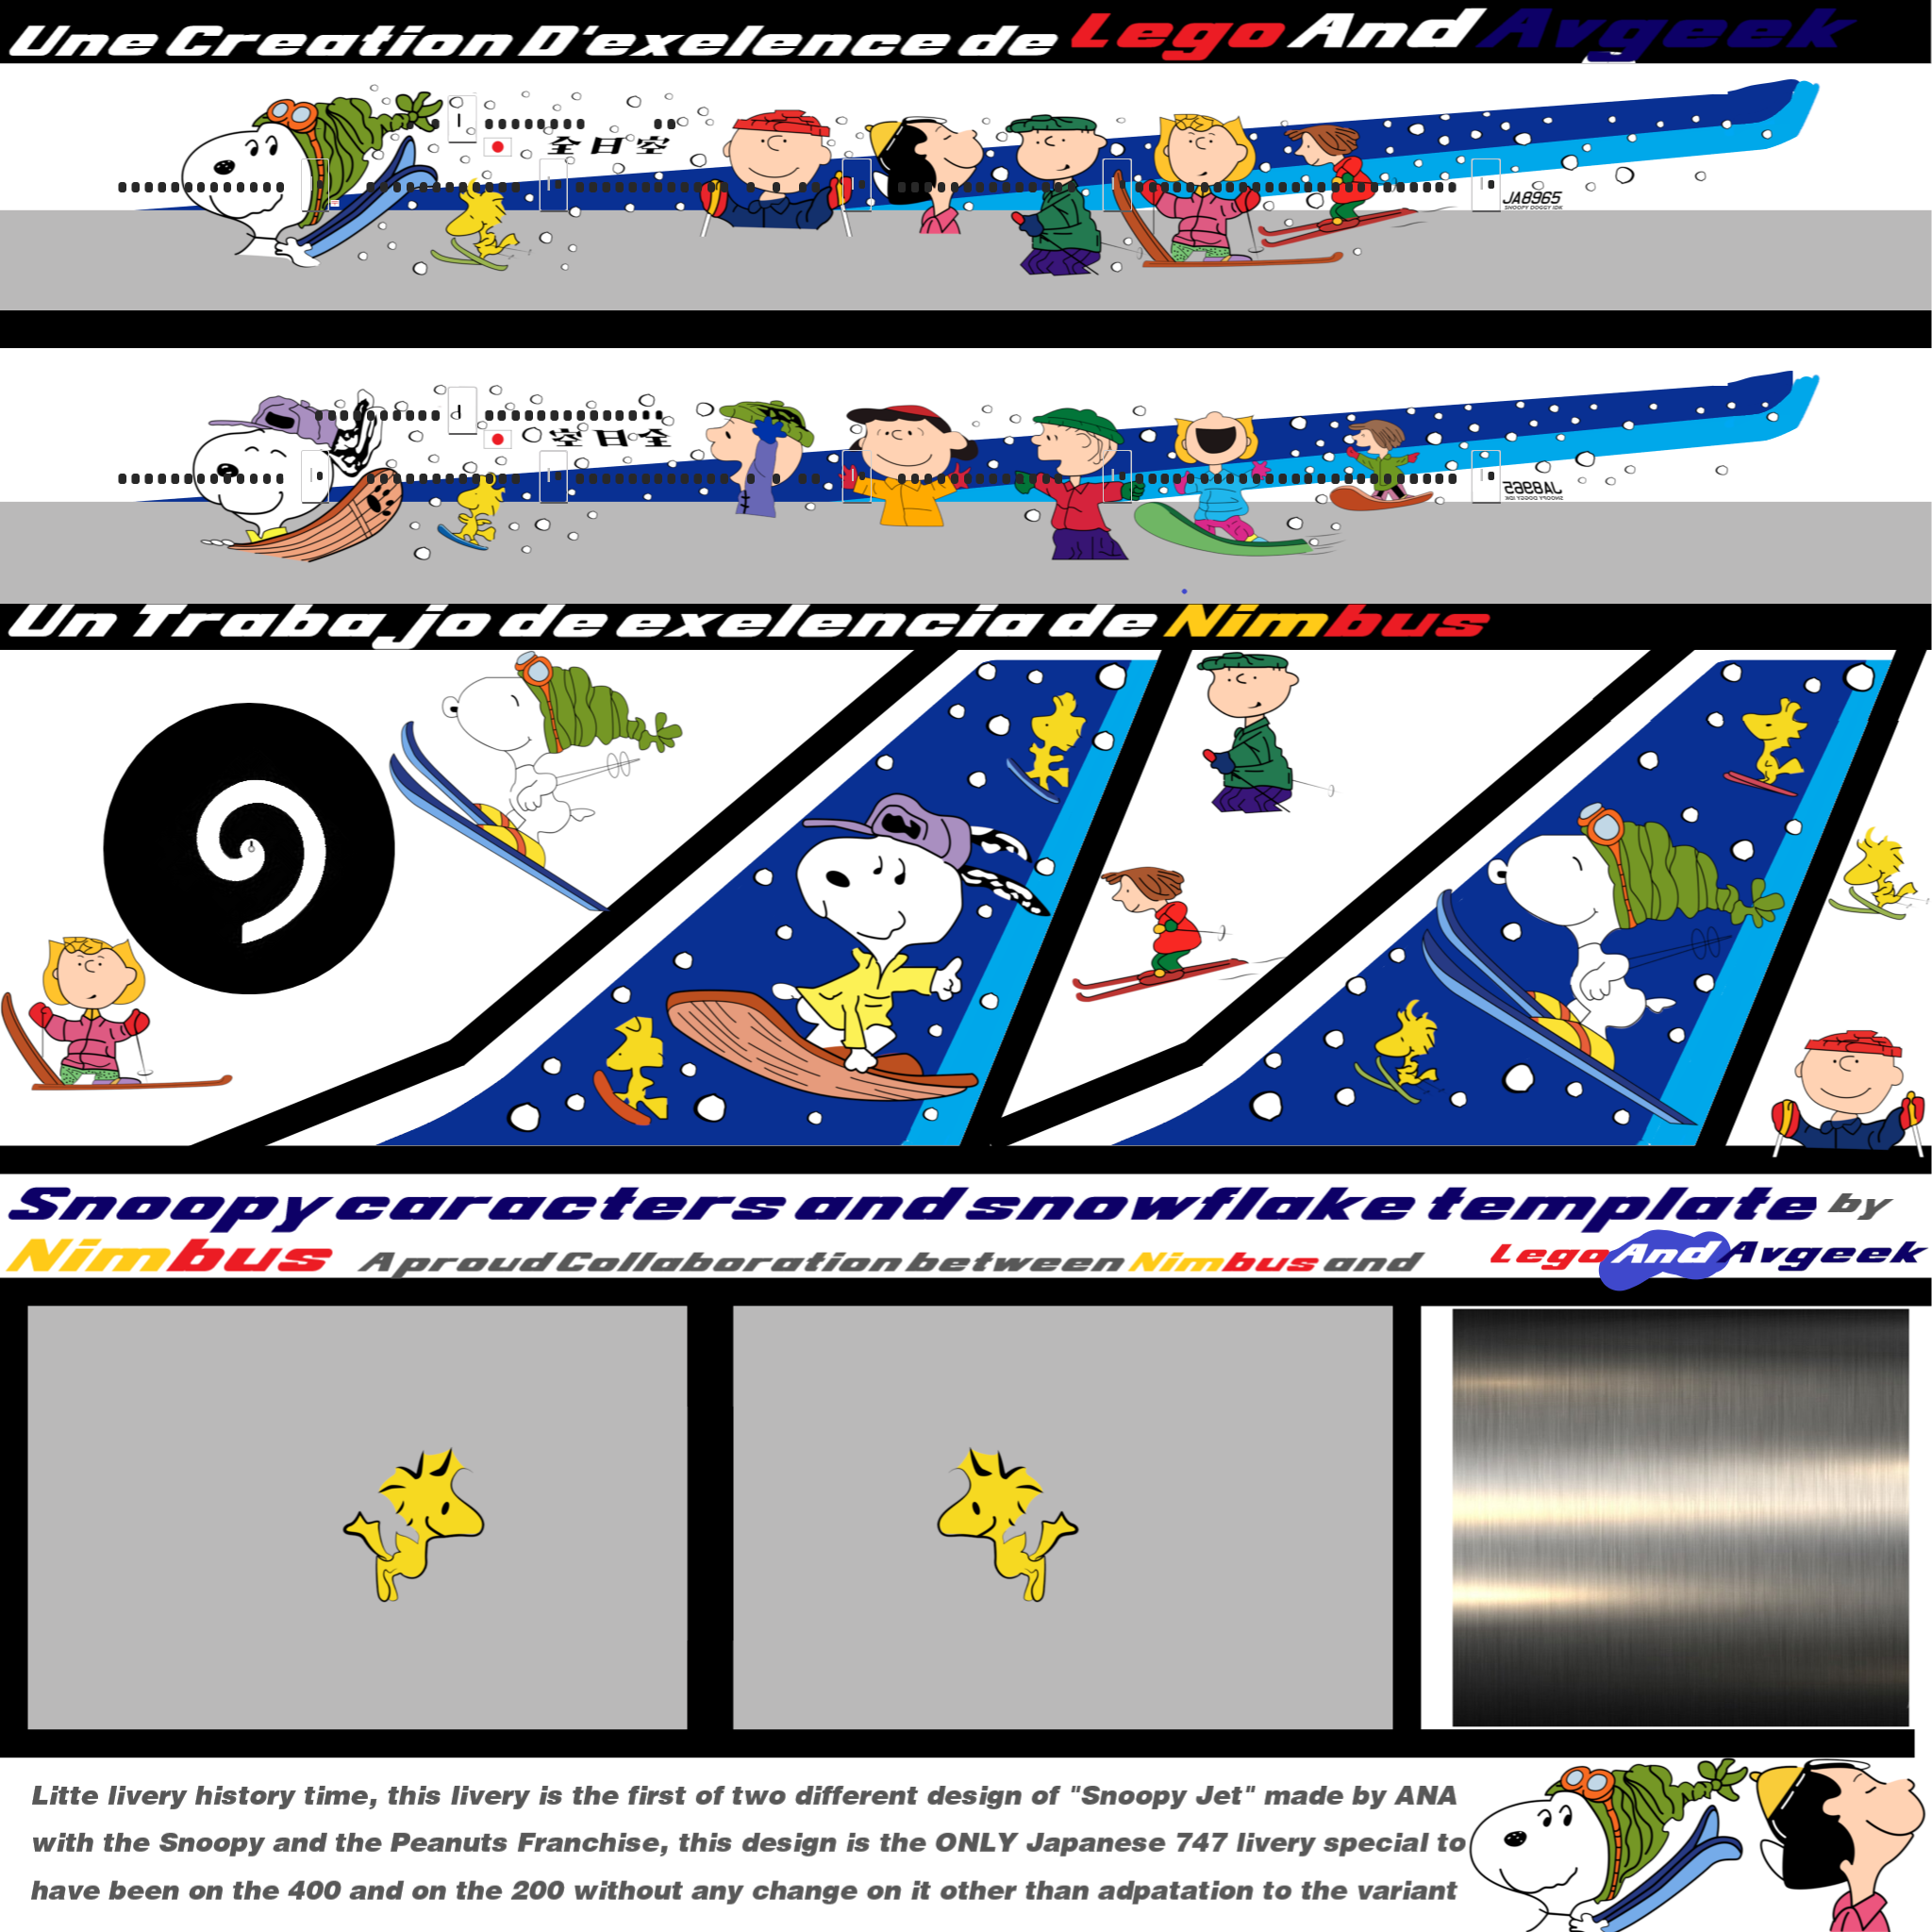 Une Creation D'exelence de Lego And Avgeek
全日空
JA8965
SNOOPY DOGGY IDK
全日空
JA8965
SNOOPY DOGGY IDK
Un Trabajo de exelencia de Nimbus
Snoopy caracters and snowflake template by
Nimbus A proud Collaboration between Nimbus and Lego And Avgeek
Litte livery history time, this livery is the first of two different design of "Snoopy Jet" made by ANA
with the Snoopy and the Peanuts Franchise, this design is the ONLY Japanese 747 livery special to
have been on the 400 and on the 200 without any change on it other than adpatation to the variant